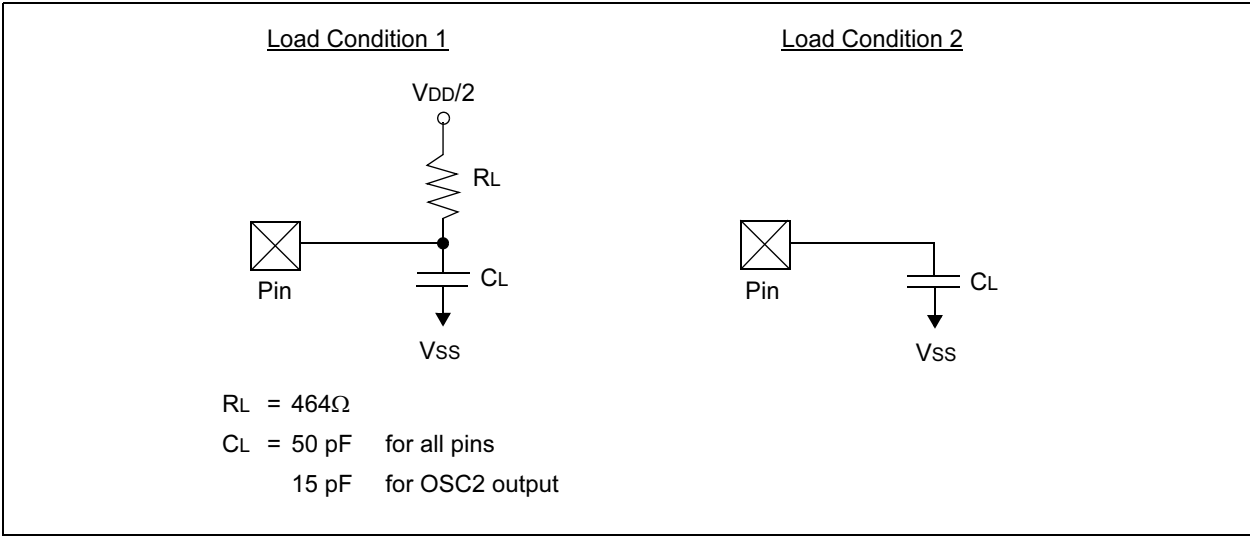 Load Condition 1
Load Condition 2
VDD/2
RL
Pin
CL
VSS
Pin
CL
VSS
RL = 464Ω
CL = 50 pF for all pins
15 pF for OSC2 output